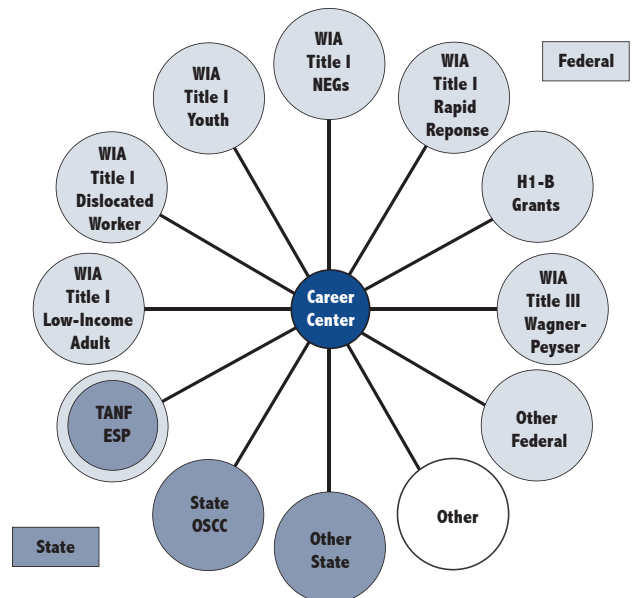 WIA
Title I
NEGs
Federal
WIA
Title I
Youth
WIA
Title I
Rapid
Reponse
WIA
Title I
Dislocated
Worker
H1-B
Grants
WIA
Title I
Low-Income
Adult
Career
Center
WIA
Title III
Wagner-
Peyser
TANF
ESP
Other
Federal
State
OSCC
Other
State
Other
State